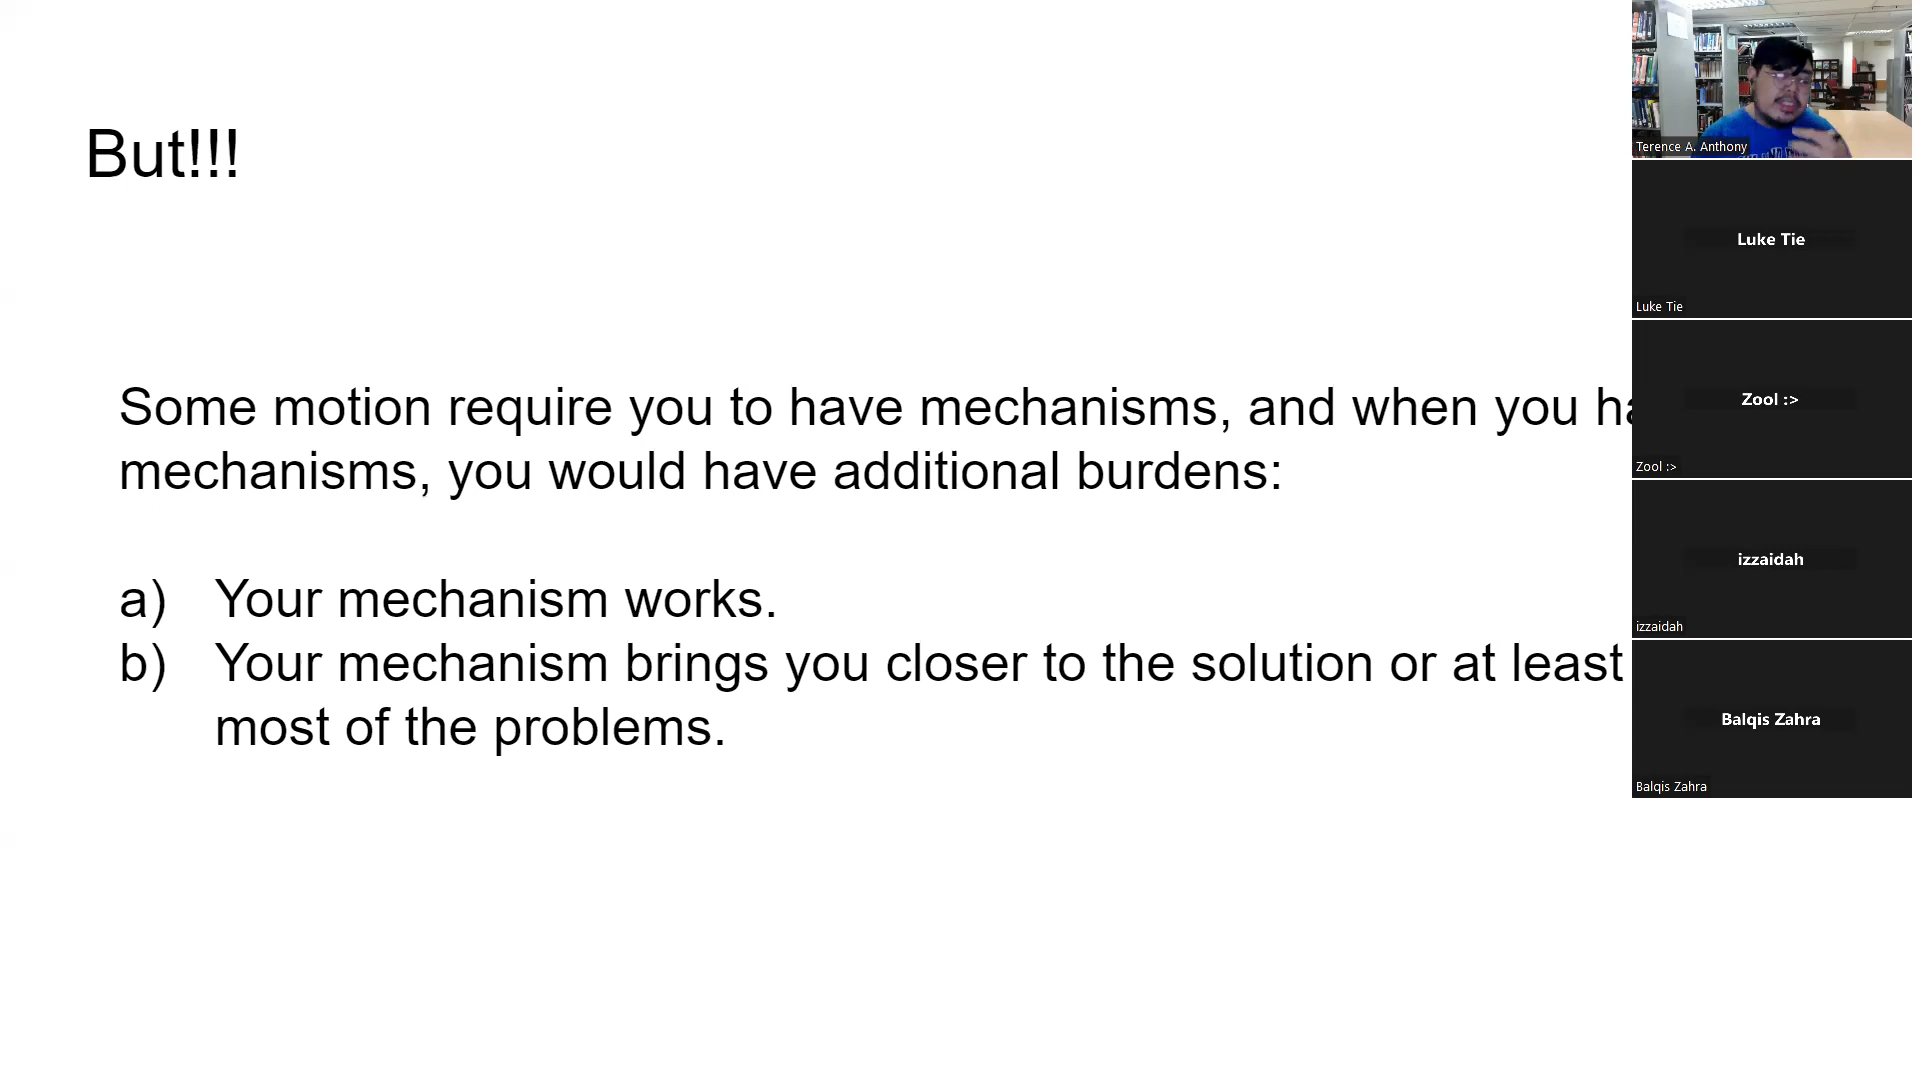 But!!!
Some motion require you to have mechanisms, and when you
mechanisms, you would have additional burdens:
a) Your mechanism works.
b) Your mechanism brings you closer to the solution or at least
most of the problems.
Terence A. Anthony
Luke Tie
Luke Tie
Zool :>
Zool :>
izzaidah
izzaidah
Balqis Zahra
Balqis Zahra